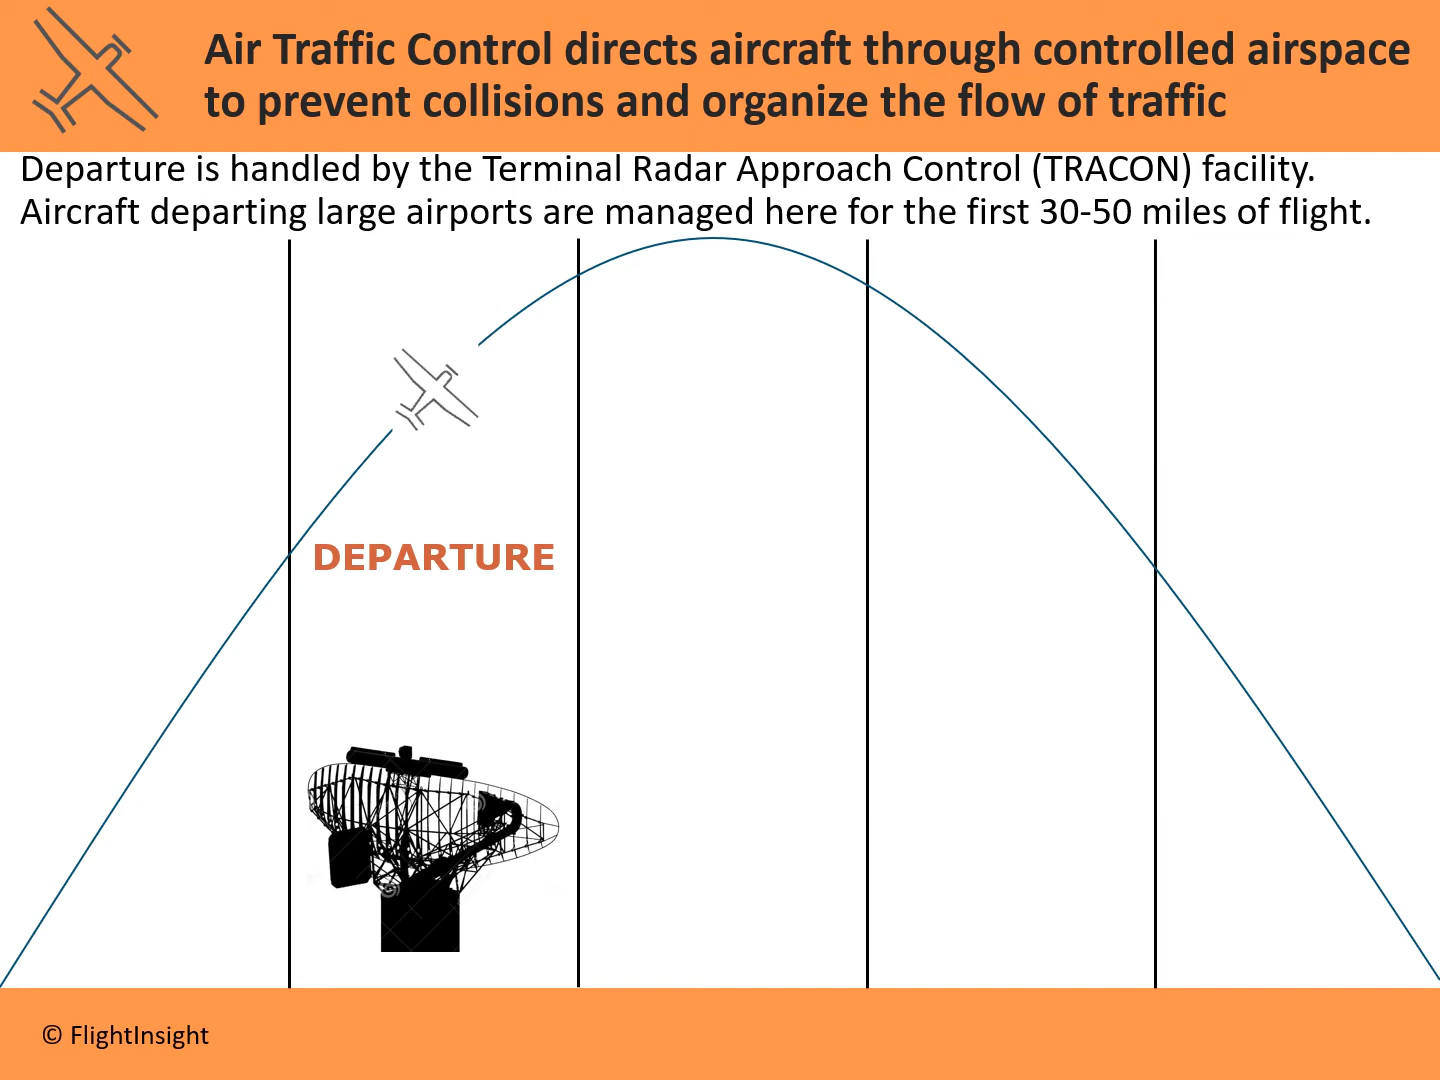 Air Traffic Control directs aircraft through controlled airspace
to prevent collisions and organize the flow of traffic
Departure is handled by the Terminal Radar Approach Control (TRACON) facility.
Aircraft departing large airports are managed here for the first 30-50 miles of flight.
DEPARTURE
© FlightInsight